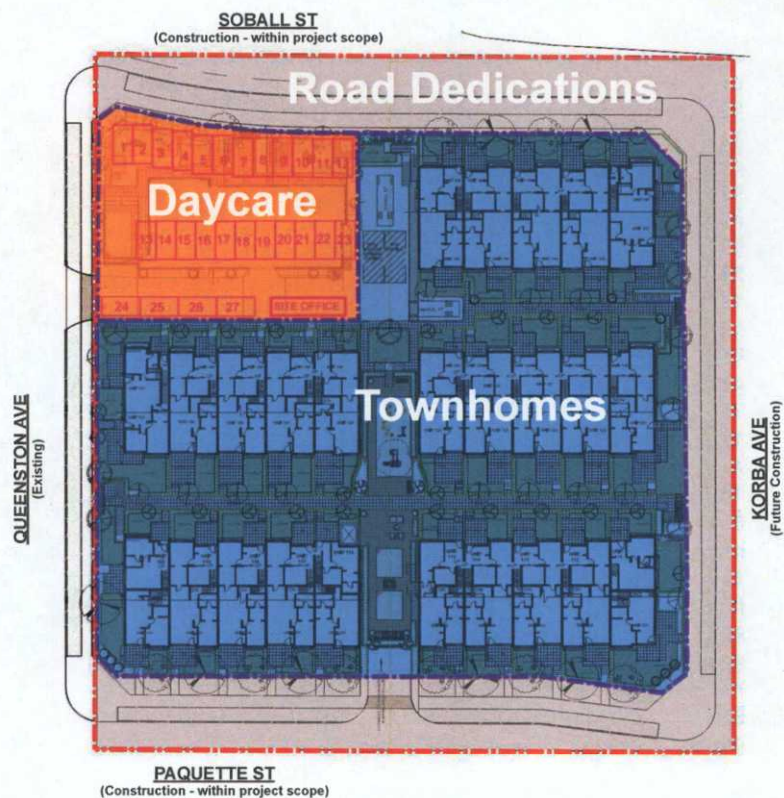 SOBALL ST
(Construction - within project scope)
Road Dedications
1 2 3 4 5 6 7 8 9 10 11 12
Daycare
13 14 15 16 17 18 19 20 21 22 23
24 25 26 27 SITE OFFICE
Townhomes
QUEENSTON AVE
(Existing)
KORBA AVE
(Future Construction)
PAQUETTE ST
(Construction - within project scope)